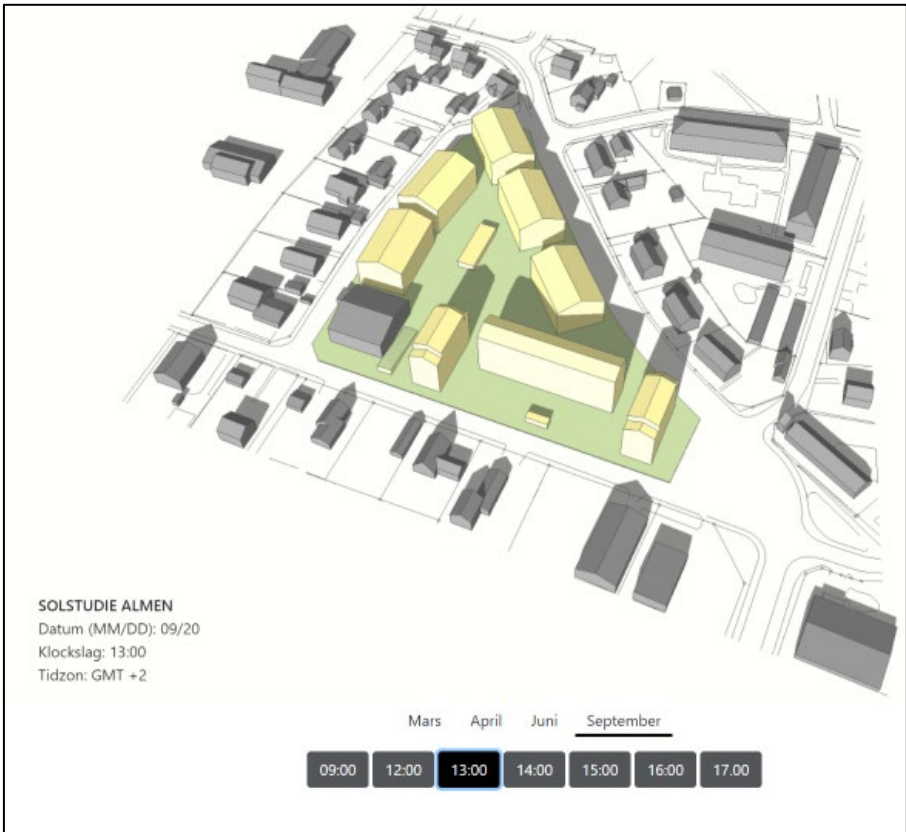 SOLSTUDIE ALMEN
Datum (MM/DD): 09/20
Klockslag: 13:00
Tidzon: GMT +2
Mars April Juni September
09:00 12:00 13:00 14:00 15:00 16:00 17.00